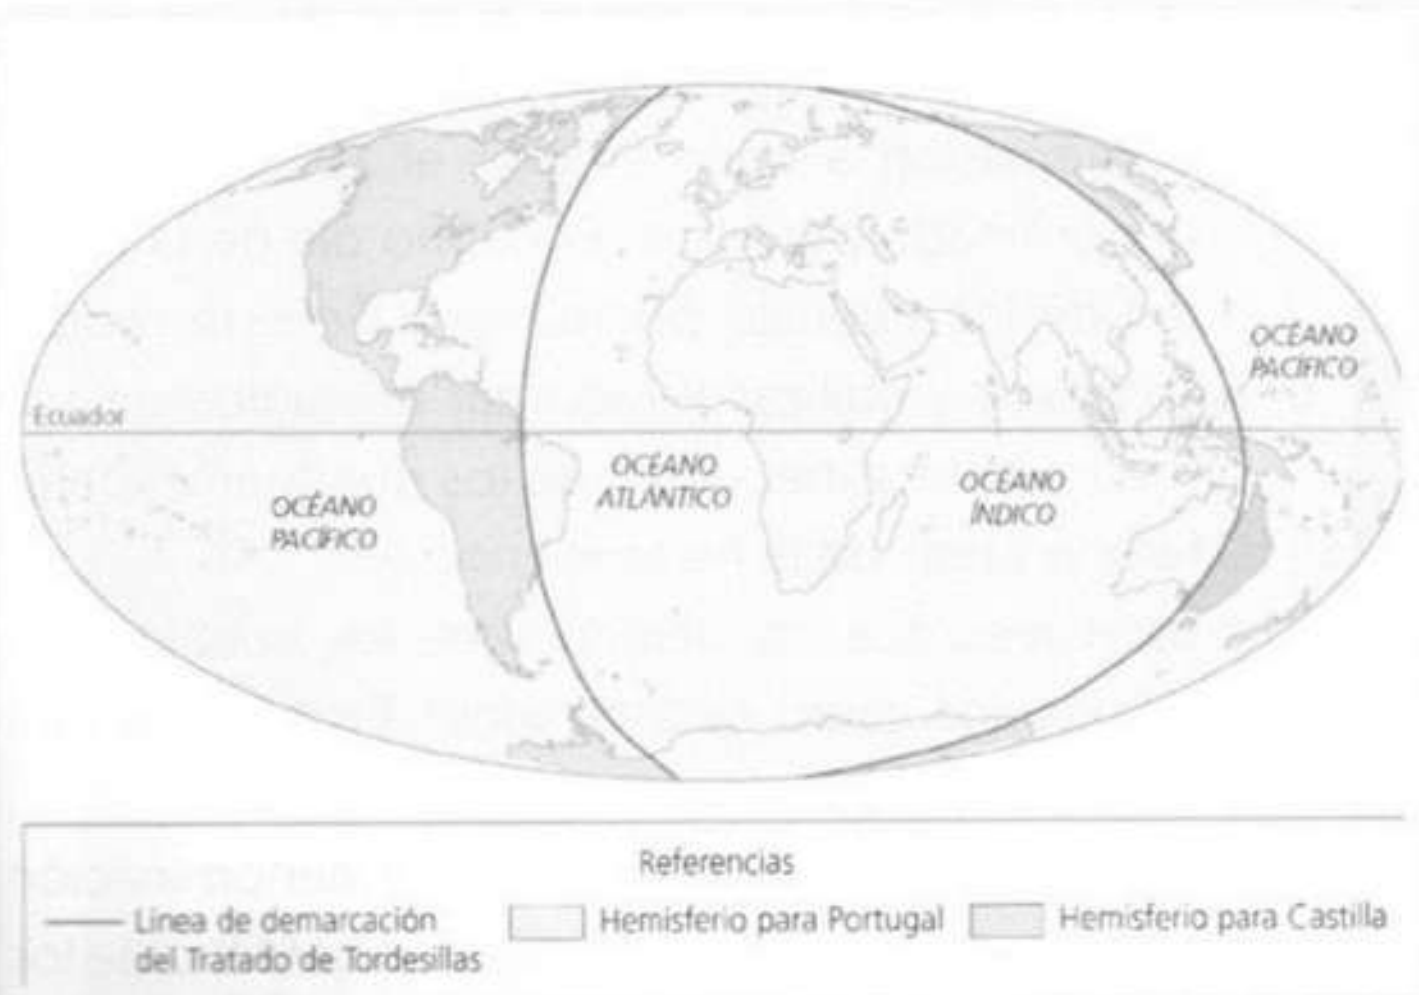 OCÉANO
PACÍFICO
Ecuador
OCÉANO
ATLÁNTICO
OCÉANO
ÍNDICO
OCÉANO
PACÍFICO
Referencias
Línea de demarcación
del Tratado de Tordesillas
Hemisferio para Portugal
Hemisferio para Castilla